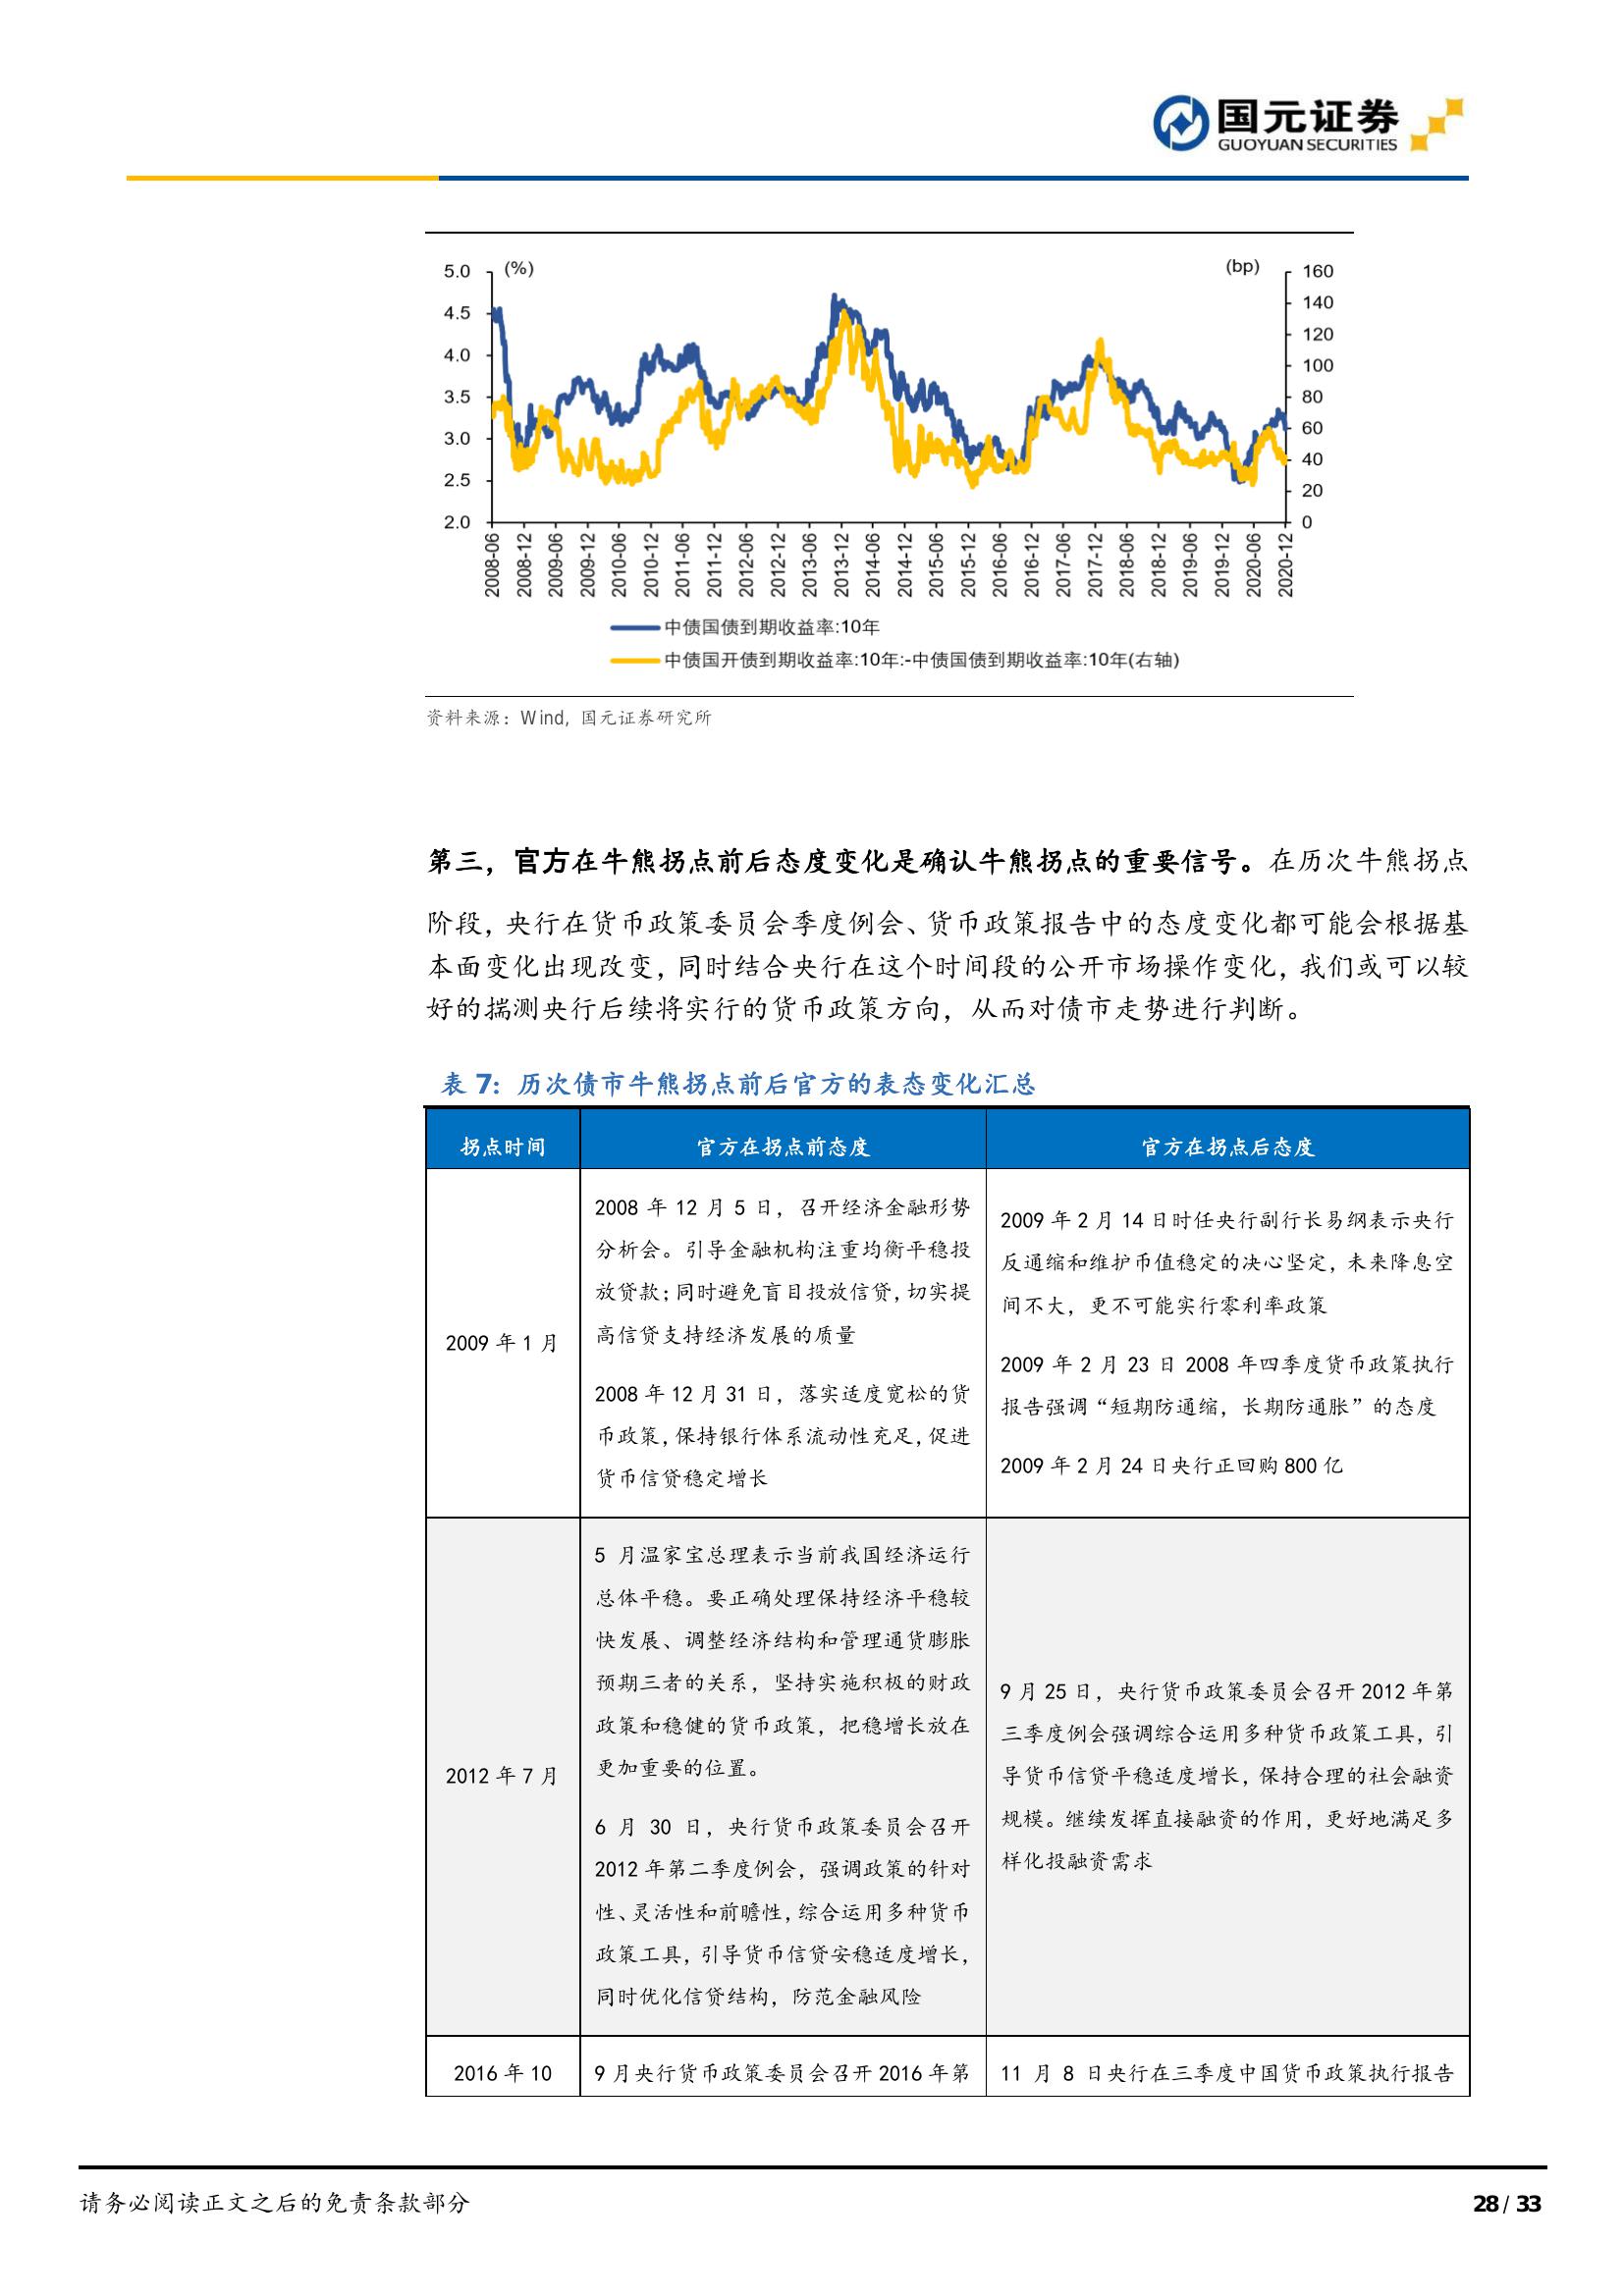 国元证券
GUOYUAN SECURITIES
(%)
(bp)
5.0
4.5
4.0
3.5
3.0
2.5
2.0
160
140
120
100
80
60
40
20
0
2008-06
2008-12
2009-06
2009-12
2010-06
2010-12
2011-06
2011-12
2012-06
2012-12
2013-06
2013-12
2014-06
2014-12
2015-06
2015-12
2016-06
2016-12
2017-06
2017-12
2018-06
2018-12
2019-06
2019-12
2020-06
2020-12
中债国债到期收益率:10年
中债国开债到期收益率:10年:-中债国债到期收益率:10年(右轴)
资料来源：Wind，国元证券研究所
第三，官方在牛熊拐点前后态度变化是确认牛熊拐点的重要信号。在历次牛熊拐点
阶段，央行在货币政策委员会季度例会、货币政策报告中的态度变化都可能会根据基
本面变化出现改变，同时结合央行在这个时间段的公开市场操作变化，我们或可以较
好的揣测央行后续将实行的货币政策方向，从而对债市走势进行判断。
表 7：历次债市牛熊拐点前后官方的表态变化汇总
拐点时间
官方在拐点前态度
官方在拐点后态度
2009 年 1 月
2008 年 12 月 5 日，召开经济金融形势
分析会。引导金融机构注重均衡平稳投
放贷款；同时避免盲目投放信贷，切实提
高信贷支持经济发展的质量
2008 年 12 月 31 日，落实适度宽松的货
币政策，保持银行体系流动性充足，促进
货币信贷稳定增长
2009 年 2 月 14 日时任央行副行长易纲表示央行
反通缩和维护币值稳定的决心坚定，未来降息空
间不大，更不可能实行零利率政策
2009 年 2 月 23 日 2008 年四季度货币政策执行
报告强调“短期防通缩，长期防通胀”的态度
2009 年 2 月 24 日央行正回购 800 亿
2012 年 7 月
5 月温家宝总理表示当前我国经济运行
总体平稳。要正确处理保持经济平稳较
快发展、调整经济结构和管理通货膨胀
预期三者的关系，坚持实施积极的财政
政策和稳健的货币政策，把稳增长放在
更加重要的位置。
6 月 30 日，央行货币政策委员会召开
2012 年第二季度例会，强调政策的针对
性、灵活性和前瞻性，综合运用多种货币
政策工具，引导货币信贷安稳适度增长，
同时优化信贷结构，防范金融风险
9 月 25 日，央行货币政策委员会召开 2012 年第
三季度例会强调综合运用多种货币政策工具，引
导货币信贷平稳适度增长，保持合理的社会融资
规模。继续发挥直接融资的作用，更好地满足多
样化投融资需求
2016 年 10
9 月央行货币政策委员会召开 2016 年第
11 月 8 日央行在三季度中国货币政策执行报告
请务必阅读正文之后的免责条款部分
28 / 33